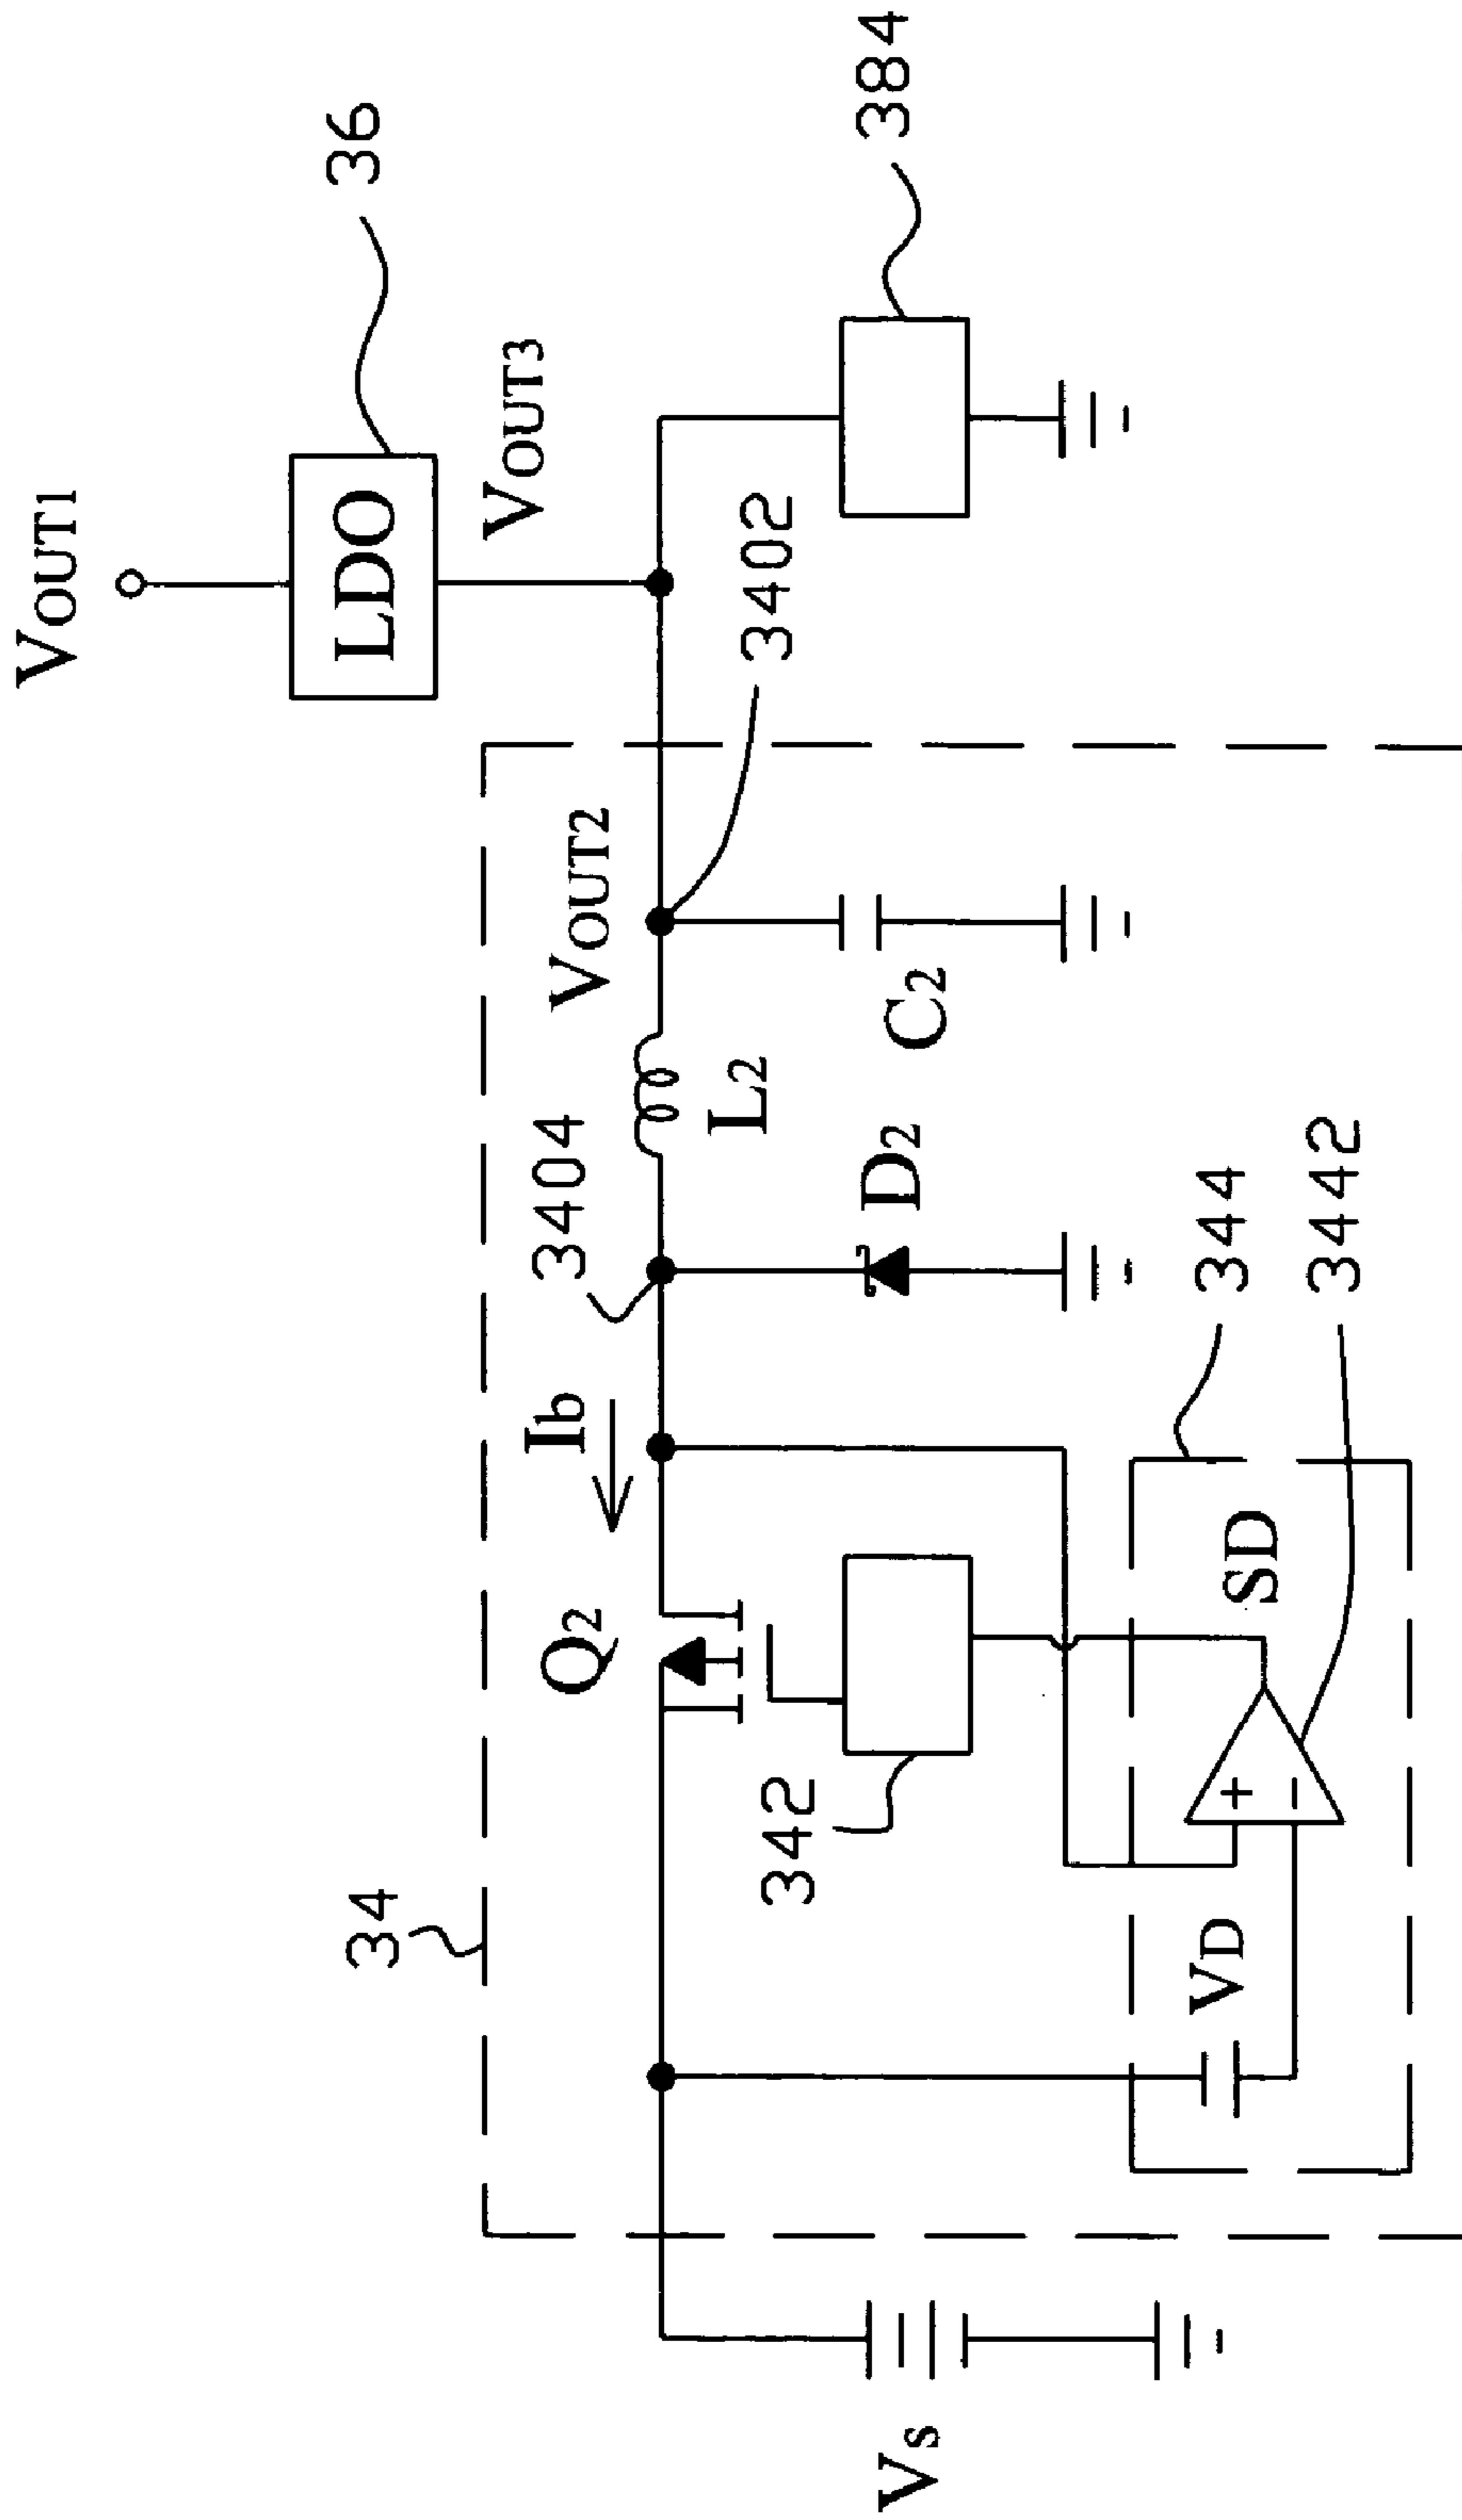 VOUT1
36
LDO
VOUT3
384
34
VOUT2
3402
3404
Ib
Q2
L2
D2
C2
342
344
3442
SD
VD
+
−
Vs